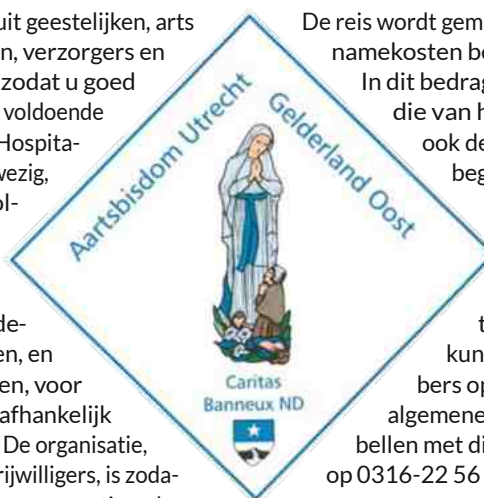 uit geestelijken, arts
n, verzorgers en
zodat u goed
voldoende
Hospita-
wezig,
ol-
de-
en, en
en, voor
afhankelijk
De organisatie,
rijwilligers, is zoda-
Aartsbisdom Utrecht
Gelderland Oost
Caritas
Banneux ND
De reis wordt gem
namekosten be
In dit bedrag
die van h
ook de
beg
t
kun
bers op
algemene
bellen met di
op 0316-22 56